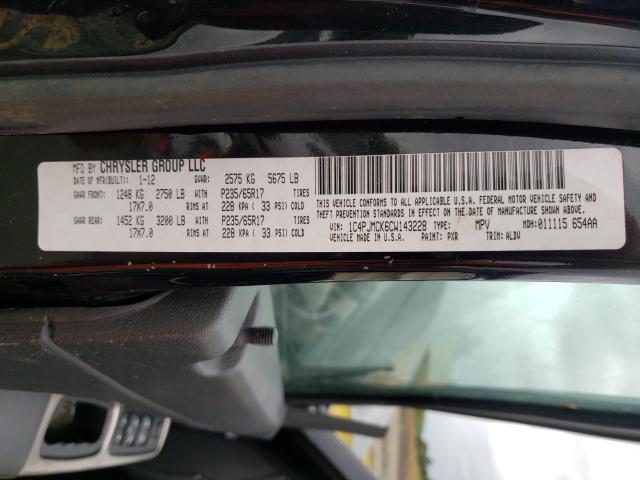 MFD BY CHRYSLER GROUP LLC
DATE OF MFR(BUILT): 1-12 GVWR: 2575 KG 5675 LB
GAWR FRONT: 1248 KG 2750 LB WITH P235/65R17 TIRES
17X7.0 RIMS AT 228 KPA ( 33 PSI) COLD
GAWR REAR: 1452 KG 3200 LB WITH P235/65R17 TIRES
17X7.0 RIMS AT 228 KPA ( 33 PSI) COLD
THIS VEHICLE CONFORMS TO ALL APPLICABLE U.S.A. FEDERAL MOTOR VEHICLE SAFETY AND
THEFT PREVENTION STANDARDS IN EFFECT ON THE DATE OF MANUFACTURE SHOWN ABOVE.
VIN: 1C4PJMCK6CW143228 TYPE: MPV MDH: 011115 654AA
VEHICLE MADE IN U.S.A. PAINT: PXR TRIM: ALDV